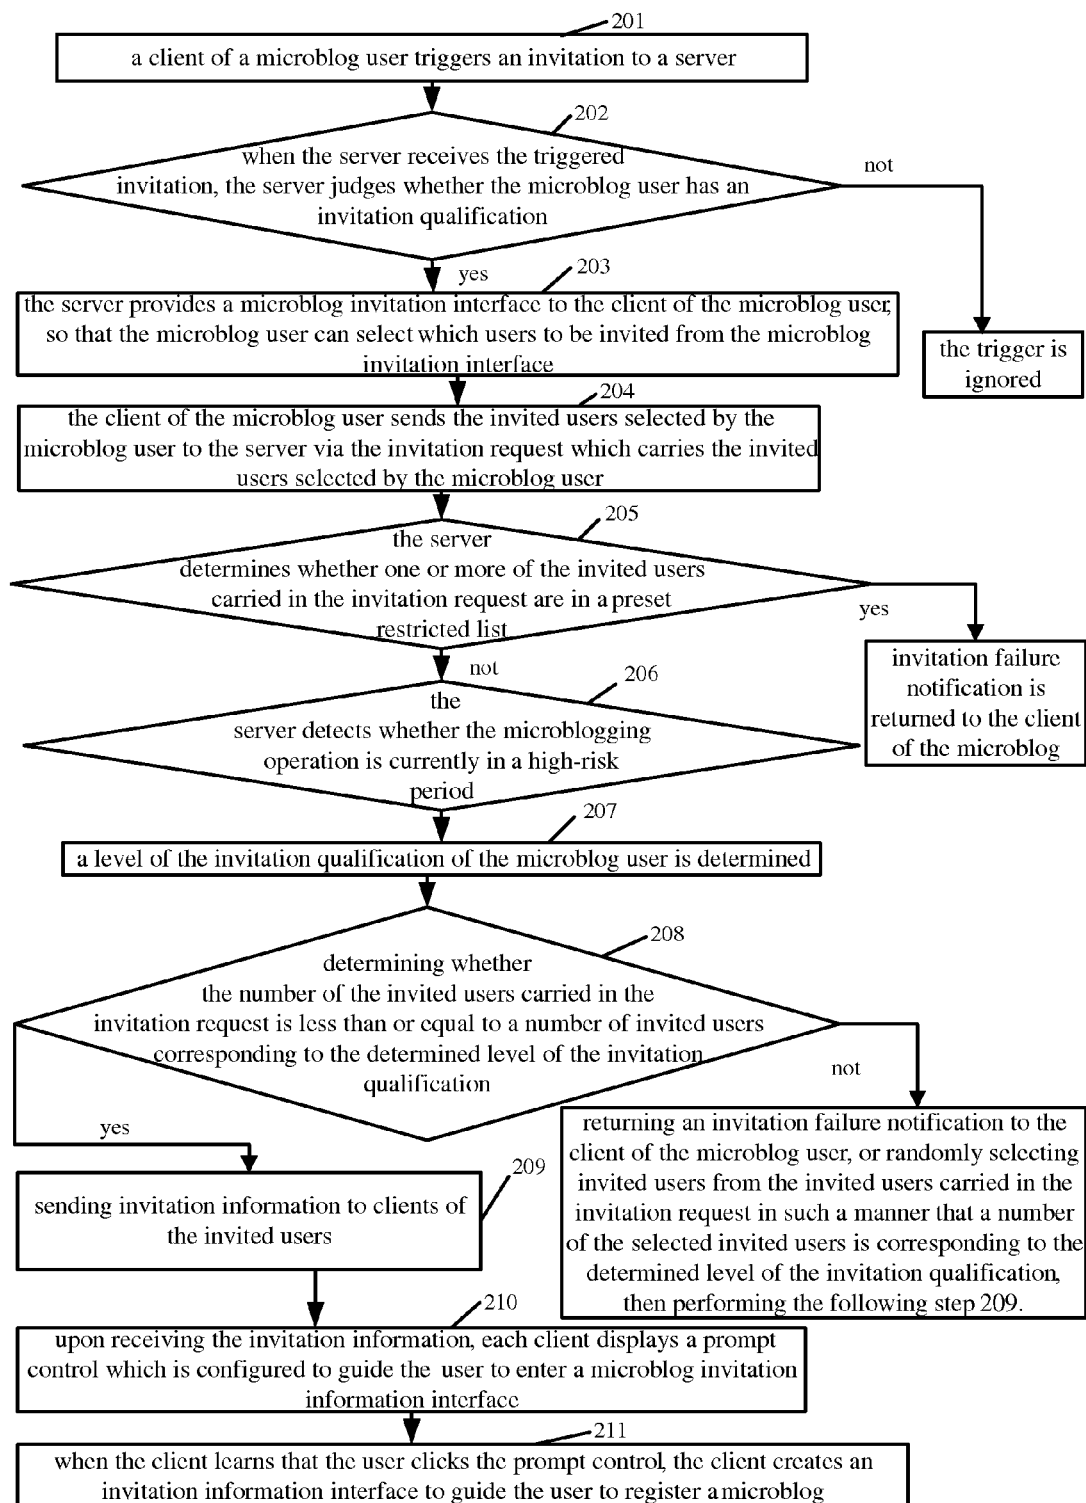 201
a client of a microblog user triggers an invitation to a server
202
when the server receives the triggered
invitation, the server judges whether the microblog user has an
invitation qualification
not
yes
the trigger is
ignored
203
the server provides a microblog invitation interface to the client of the microblog user,
so that the microblog user can select which users to be invited from the microblog
invitation interface
204
the client of the microblog user sends the invited users selected by the
microblog user to the server via the invitation request which carries the invited
users selected by the microblog user
205
the server
determines whether one or more of the invited users
carried in the invitation request are in a preset
restricted list
yes
not
invitation failure
notification is
returned to the client
of the microblog
206
the
server detects whether the microblogging
operation is currently in a high-risk
period
207
a level of the invitation qualification of the microblog user is determined
208
determining whether
the number of the invited users carried in the
invitation request is less than or equal to a number of invited users
corresponding to the determined level of the invitation
qualification
not
yes
returning an invitation failure notification to the
client of the microblog user, or randomly selecting
invited users from the invited users carried in the
invitation request in such a manner that a number
of the selected invited users is corresponding to the
determined level of the invitation qualification,
then performing the following step 209.
209
sending invitation information to clients of
the invited users
210
upon receiving the invitation information, each client displays a prompt
control which is configured to guide the user to enter a microblog invitation
information interface
211
when the client learns that the user clicks the prompt control, the client creates an
invitation information interface to guide the user to register a microblog